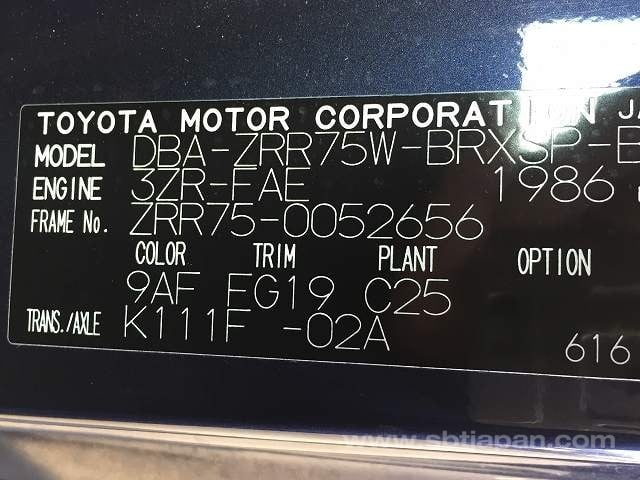 TOYOTA MOTOR CORPORATION JA
MODEL DBA-ZRR75W-BRXSP-E
ENGINE 3ZR-FAE 1986
FRAME No. ZRR75-0052656
COLOR TRIM PLANT OPTION
9AF FG19 C25
TRANS./AXLE K111F -02A
616
www.sbtjapan.com